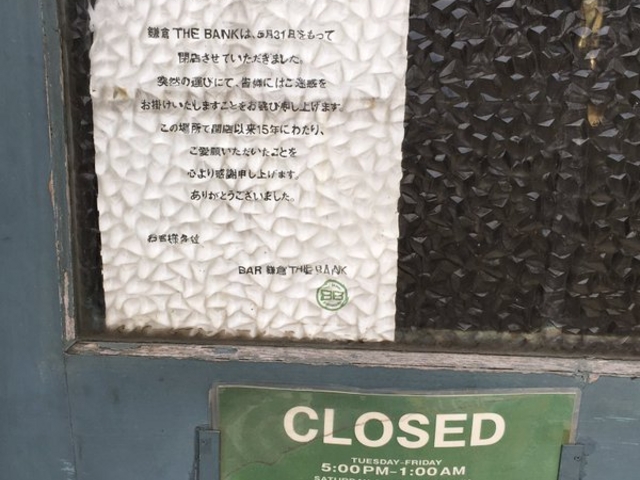 鎌倉 THE BANKは、5月31日をもって
閉店させていただきました。
突然の運びにて、皆様にはご迷惑を
お掛けいたしますことをお詫び申し上げます。
この場所で開店以来15年にわたり、
ご愛顧いただいたことを
心より感謝申し上げます。
ありがとうございました。
お客様各位
BAR 鎌倉 THE BANK
CLOSED
TUESDAY-FRIDAY
5:00PM-1:00AM